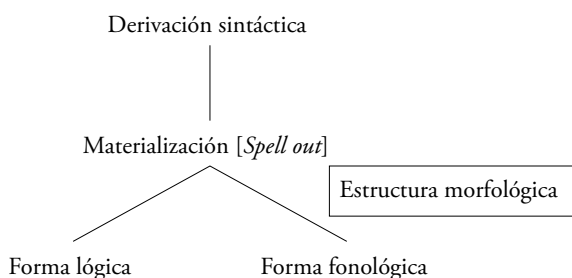 Derivación sintáctica
Materialización [Spell out]
Estructura morfológica
Forma lógica Forma fonológica